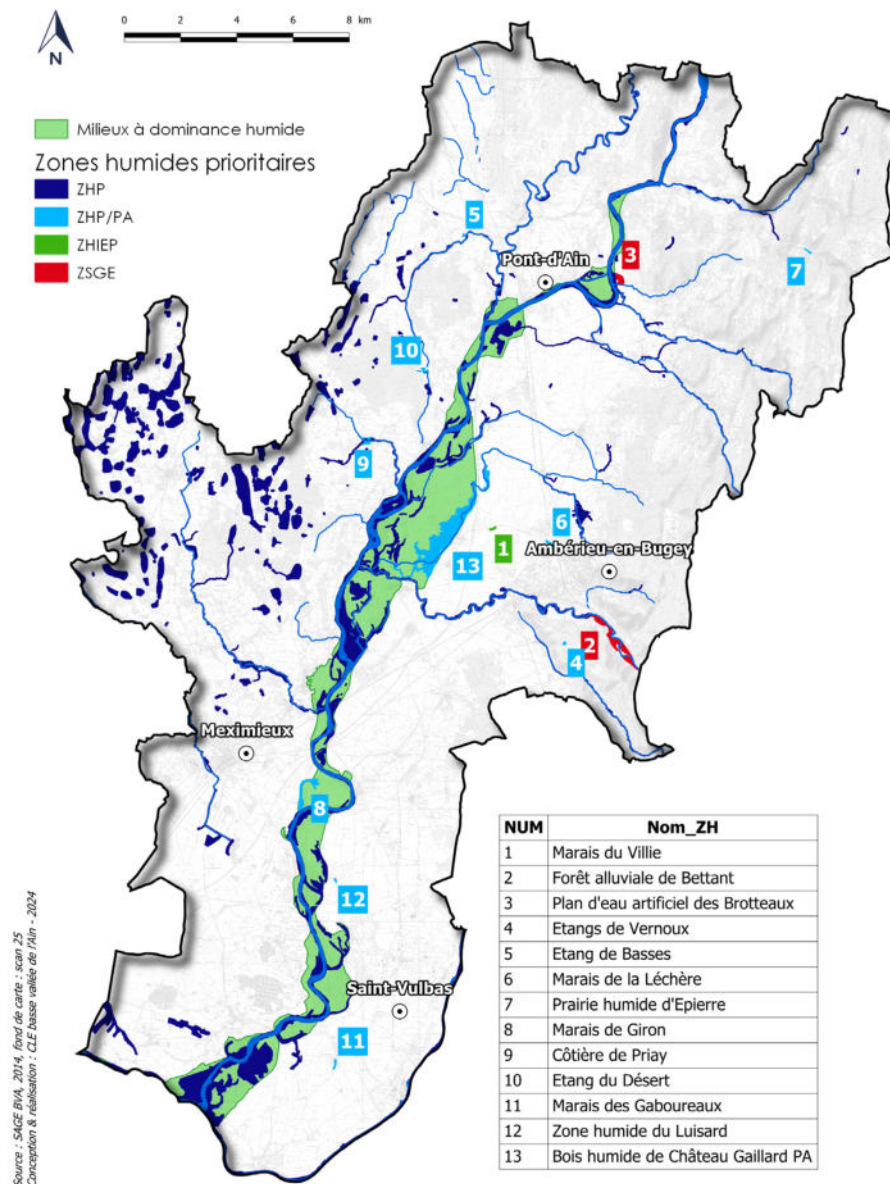 0 2 4 6 8 km
N
Milieux à dominance humide
Zones humides prioritaires
ZHP
ZHP/PA
ZHIEP
ZSGE
5
3
Pont-d'Ain
7
10
9
6
1
Ambérieu-en-Bugey
13
2
4
Meximieux
8
12
Saint-Vulbas
11
NUM Nom_ZH
1 Marais du Villie
2 Forêt alluviale de Bettant
3 Plan d'eau artificiel des Brotteaux
4 Etangs de Vernoux
5 Etang de Basses
6 Marais de la Léchère
7 Prairie humide d'Epierre
8 Marais de Giron
9 Côtière de Priay
10 Etang du Désert
11 Marais des Gaboureaux
12 Zone humide du Luisard
13 Bois humide de Château Gaillard PA
Source : SAGE BVA, 2014, fond de carte : scan 25
Conception & réalisation : CLE basse vallée de l'Ain - 2024